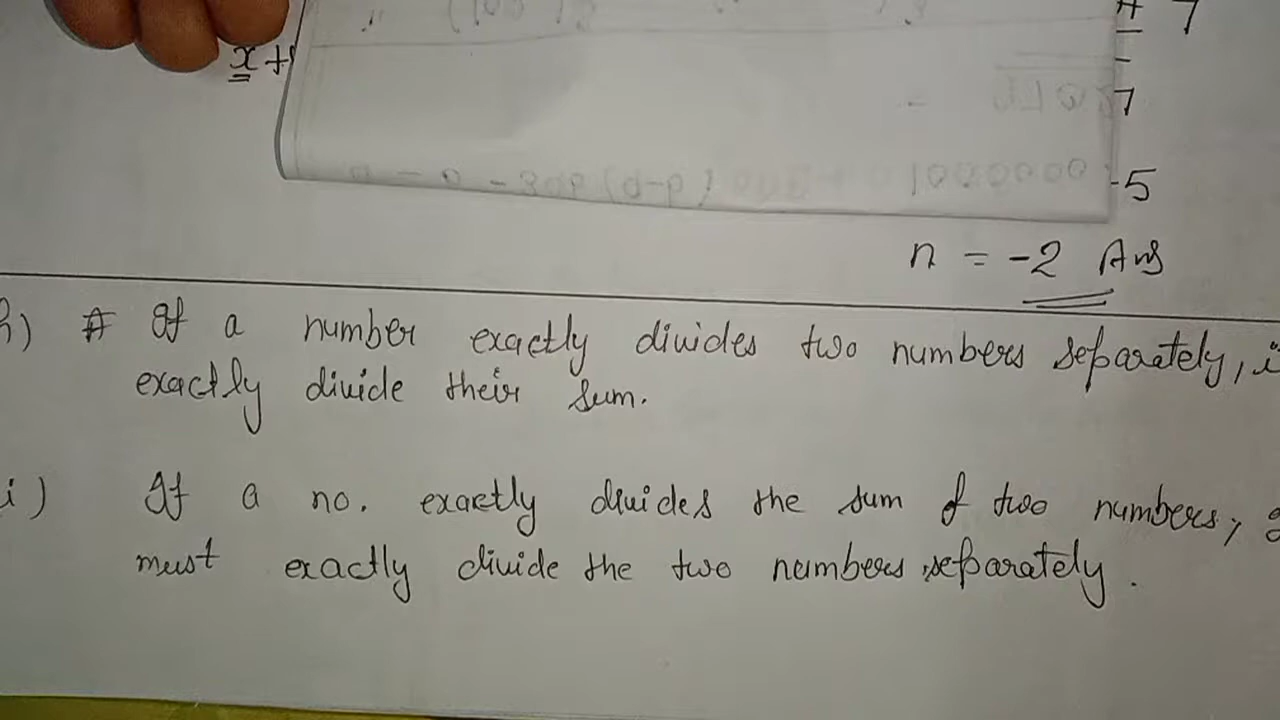 + x
7
7
-5
n = -2 Ans
h) # If a number exactly divides two numbers separately, i
exactly divide their sum.
i) If a no. exactly divides the sum of two numbers,
must exactly divide the two numbers separately.